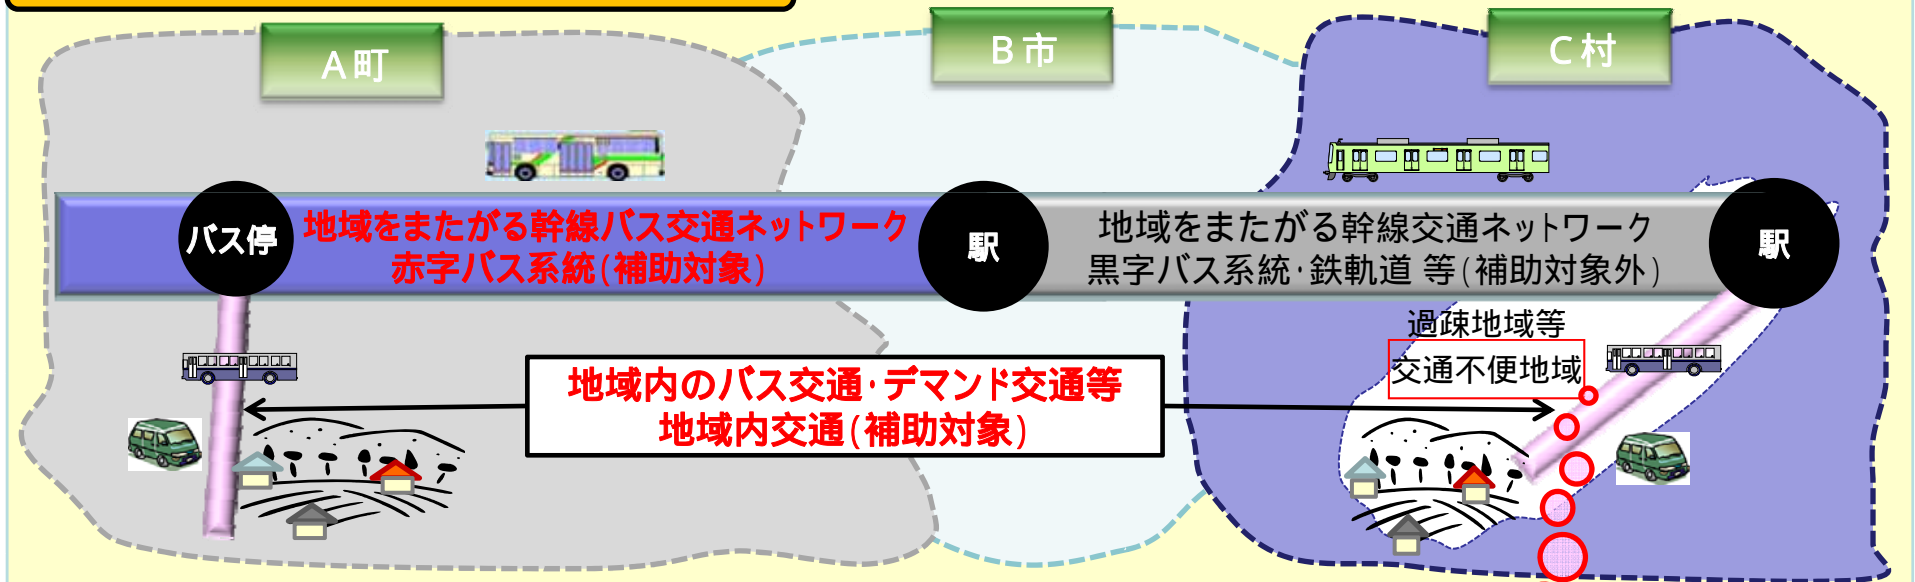 A町
B市
C村
バス停
地域をまたがる幹線バス交通ネットワーク
赤字バス系統(補助対象)
駅
地域をまたがる幹線交通ネットワーク
黒字バス系統･鉄軌道 等(補助対象外)
駅
過疎地域等
交通不便地域
地域内のバス交通･デマンド交通等
地域内交通(補助対象)